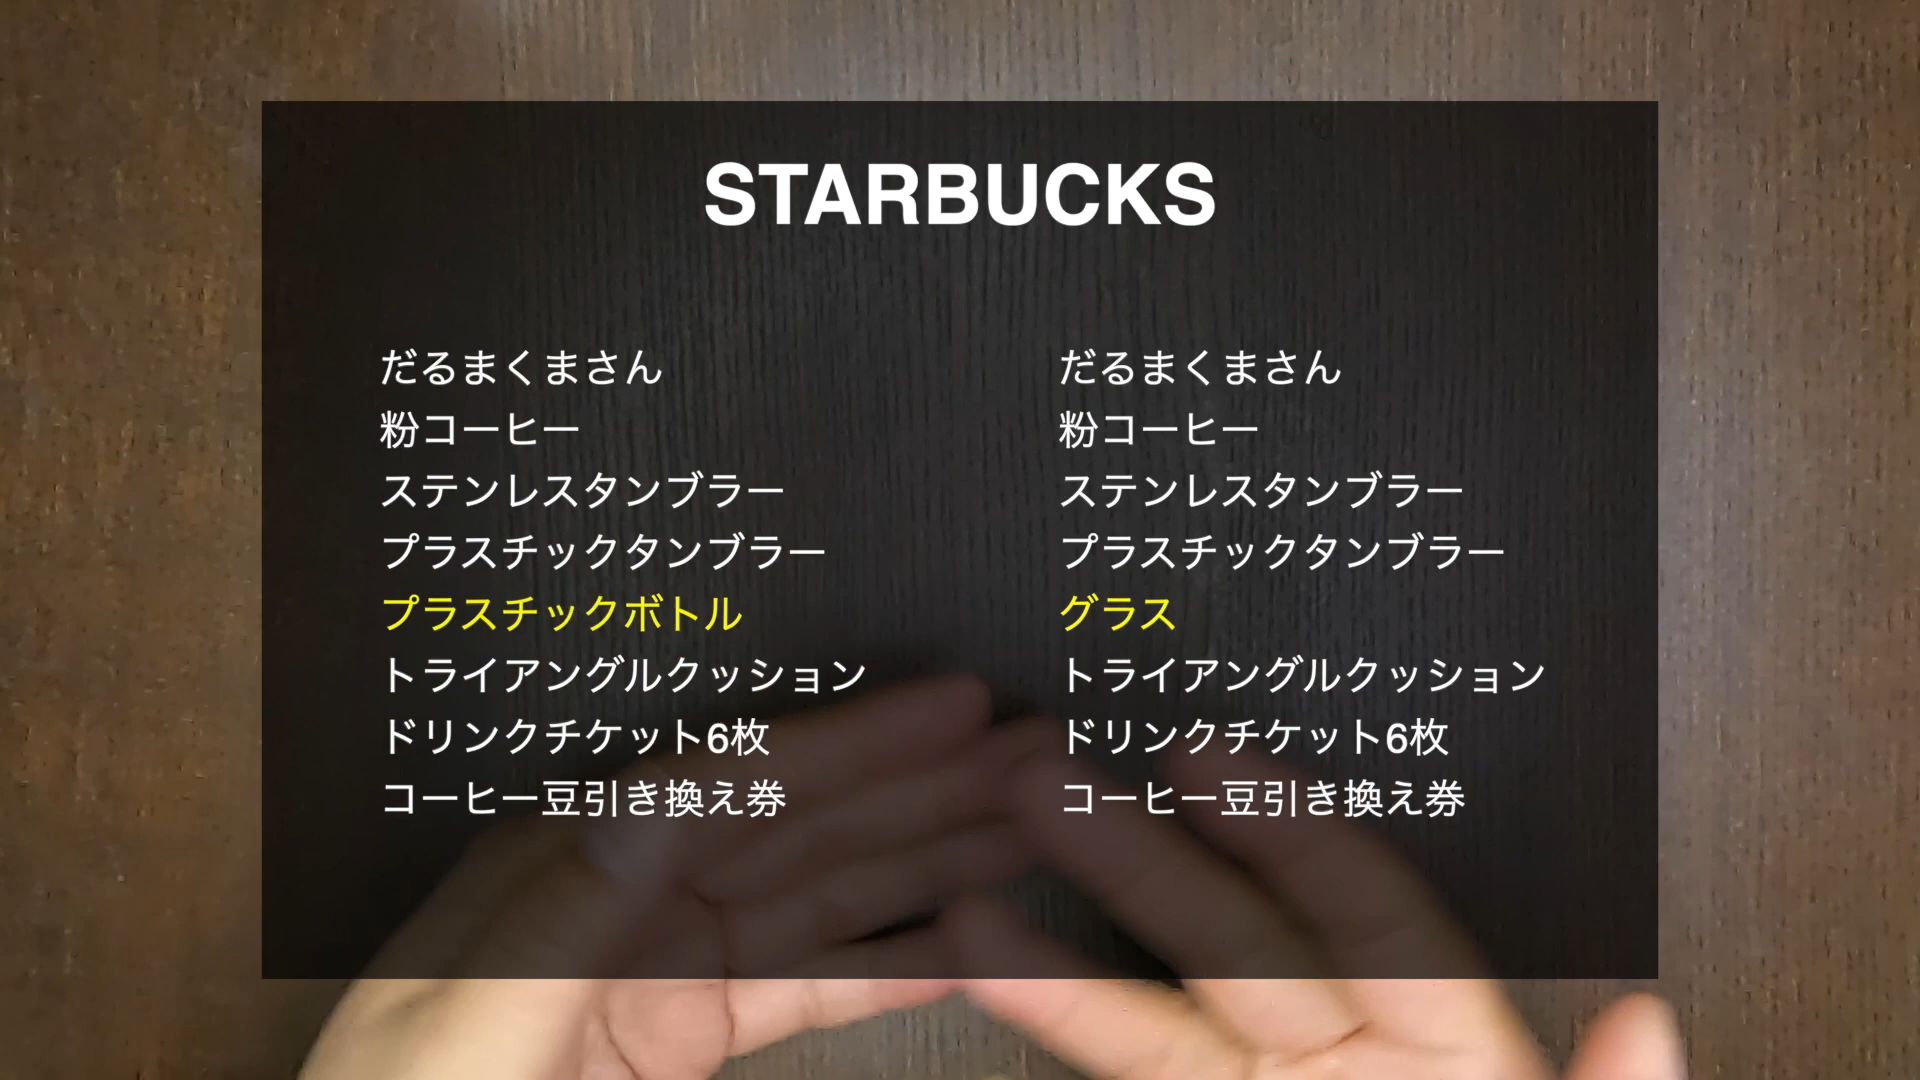 STARBUCKS
だるまくまさん
粉コーヒー
ステンレスタンブラー
プラスチックタンブラー
プラスチックボトル
トライアングルクッション
ドリンクチケット6枚
コーヒー豆引き換え券
だるまくまさん
粉コーヒー
ステンレスタンブラー
プラスチックタンブラー
グラス
トライアングルクッション
ドリンクチケット6枚
コーヒー豆引き換え券